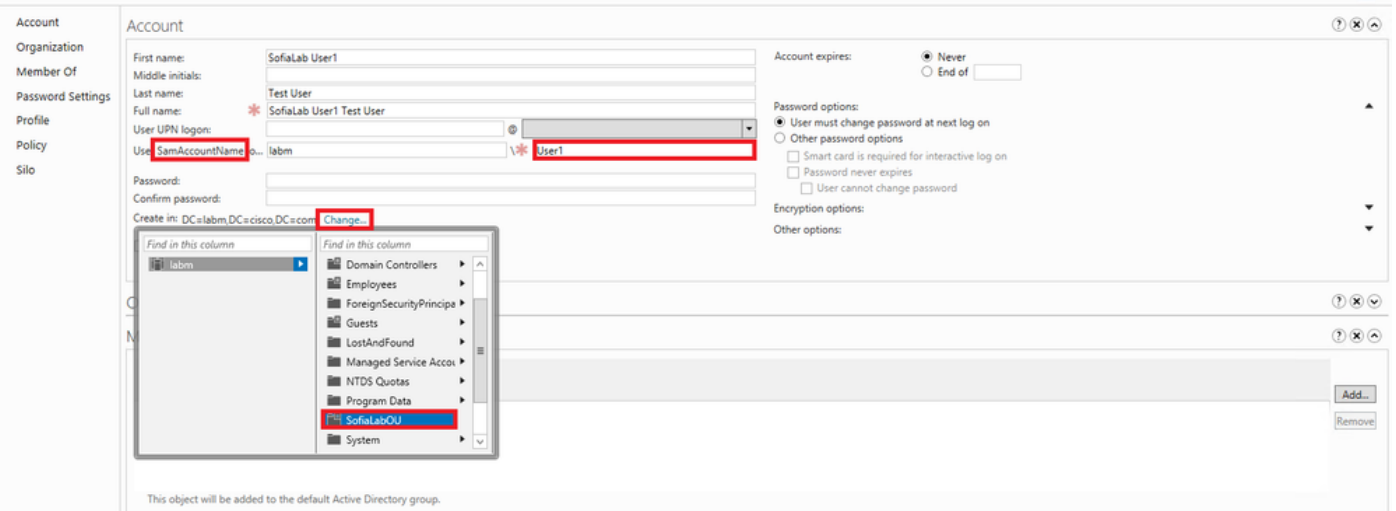 Account
Organization
Member Of
Password Settings
Profile
Policy
Silo
Account
First name: SofiaLab User1
Middle initials:
Last name: Test User
Full name: * SofiaLab User1 Test User
User UPN logon: @
Use SamAccountName o... labm \ * User1
Password:
Confirm password:
Create in: DC=labm,DC=cisco,DC=com Change...
Find in this column
labm
Find in this column
Domain Controllers
Employees
ForeignSecurityPrincipa
Guests
LostAndFound
Managed Service Accou
NTDS Quotas
Program Data
SofiaLabOU
System
Account expires: Never
End of
Password options:
User must change password at next log on
Other password options
Smart card is required for interactive log on
Password never expires
User cannot change password
Encryption options:
Other options:
O
M
Add...
Remove
This object will be added to the default Active Directory group.